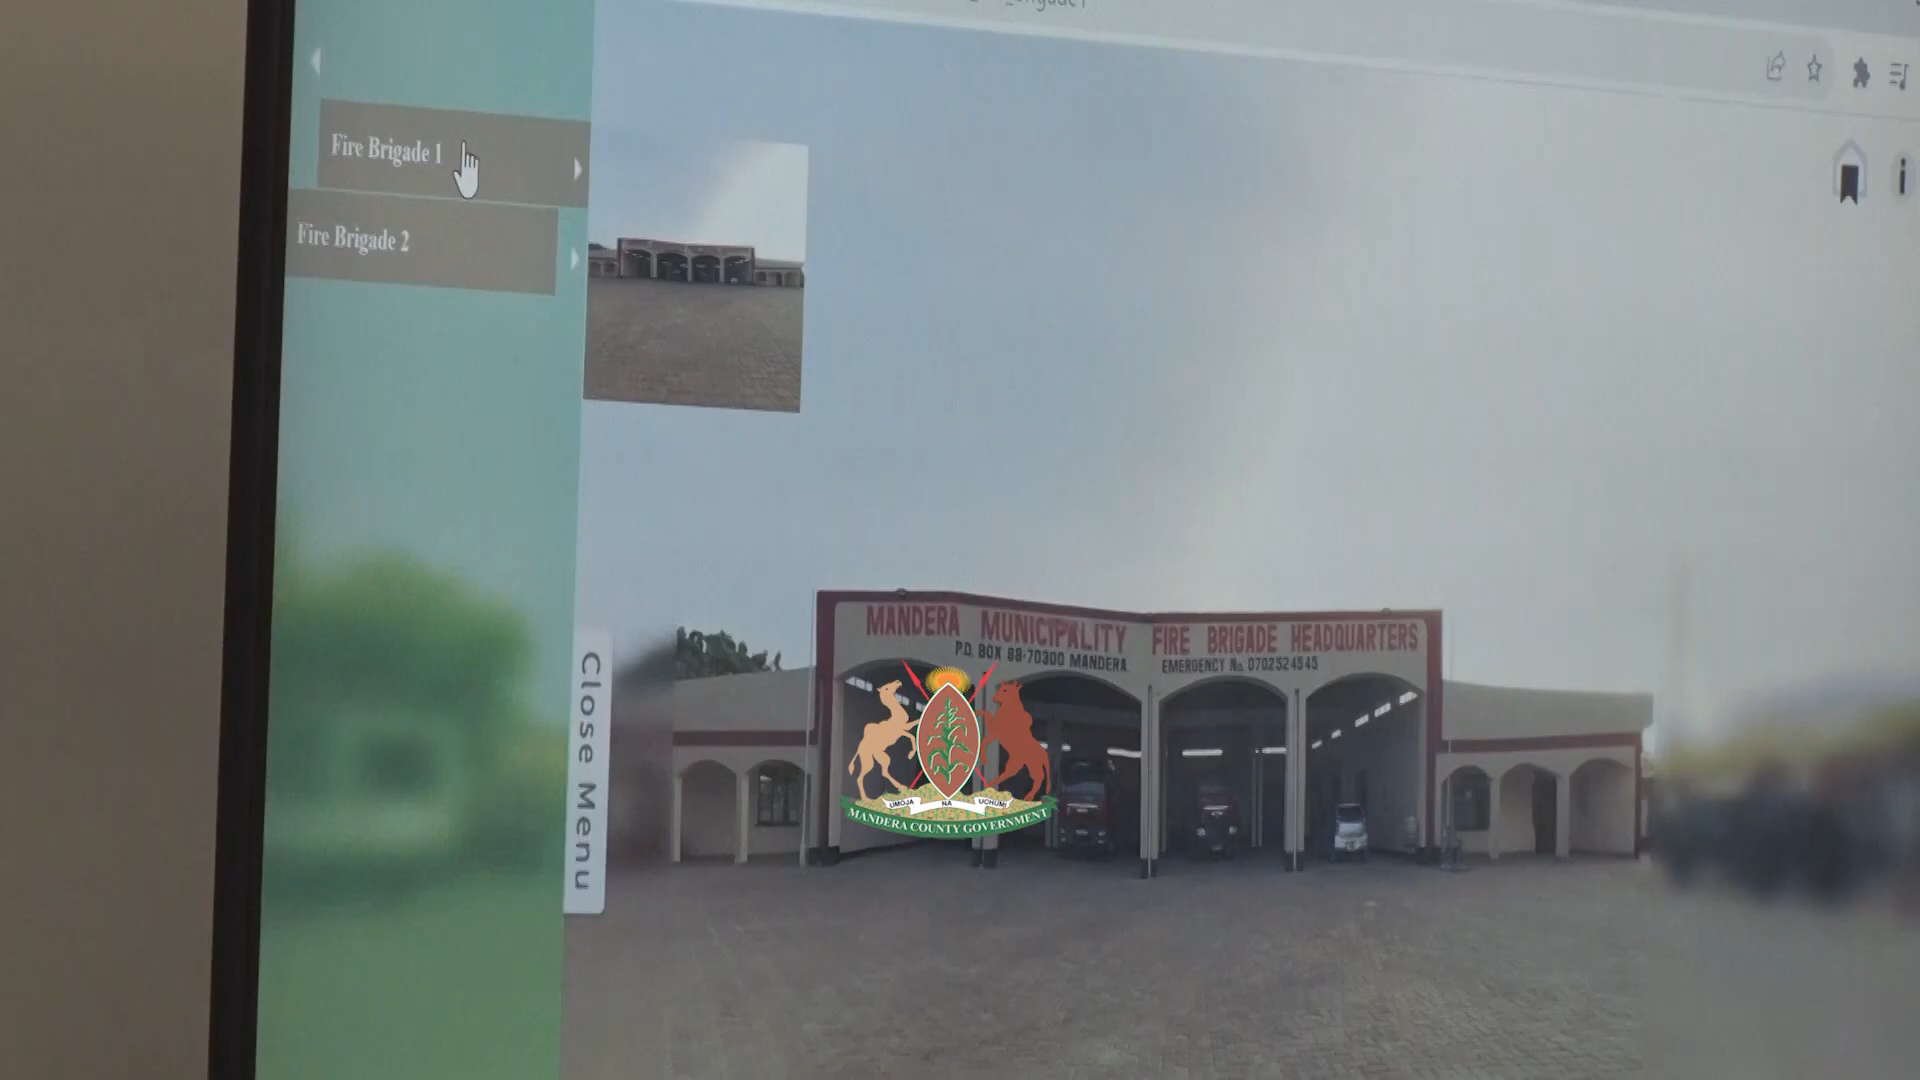 Fire Brigade 1
Fire Brigade 2
Close Menu
MANDERA MUNICIPALITY FIRE BRIGADE HEADQUARTERS
P.O. BOX 88-70300 MANDERA EMERGENCY No 0702524545
UMOJA NA UCHUMI
MANDERA COUNTY GOVERNMENT